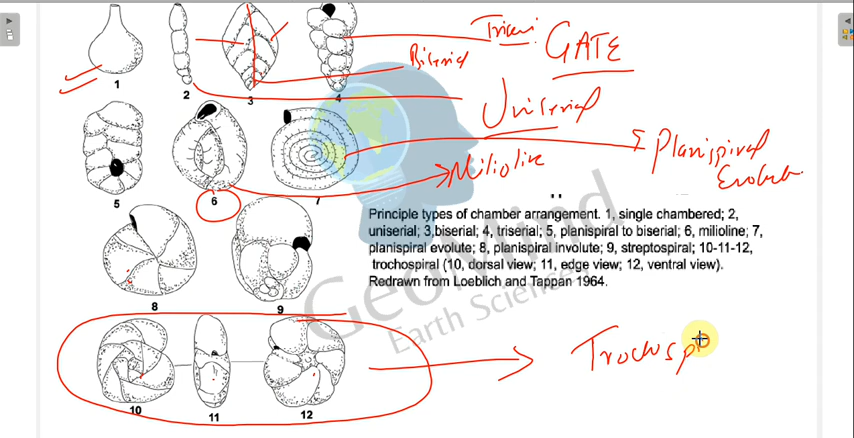 Triseri
GATE
Biserial
1
2
3
4
Uniserial
Planispiral
Evolute
Miliolive
5
6
7
Principle types of chamber arrangement. 1, single chambered; 2,
uniserial; 3,biserial; 4, triserial; 5, planispiral to biserial; 6, milioline; 7,
planispiral evolute; 8, planispiral involute; 9, streptospiral; 10-11-12,
trochospiral (10, dorsal view; 11, edge view; 12, ventral view).
Redrawn from Loeblich and Tappan 1964.
GeoMind
Earth Science
8
9
Trochosp
10
11
12